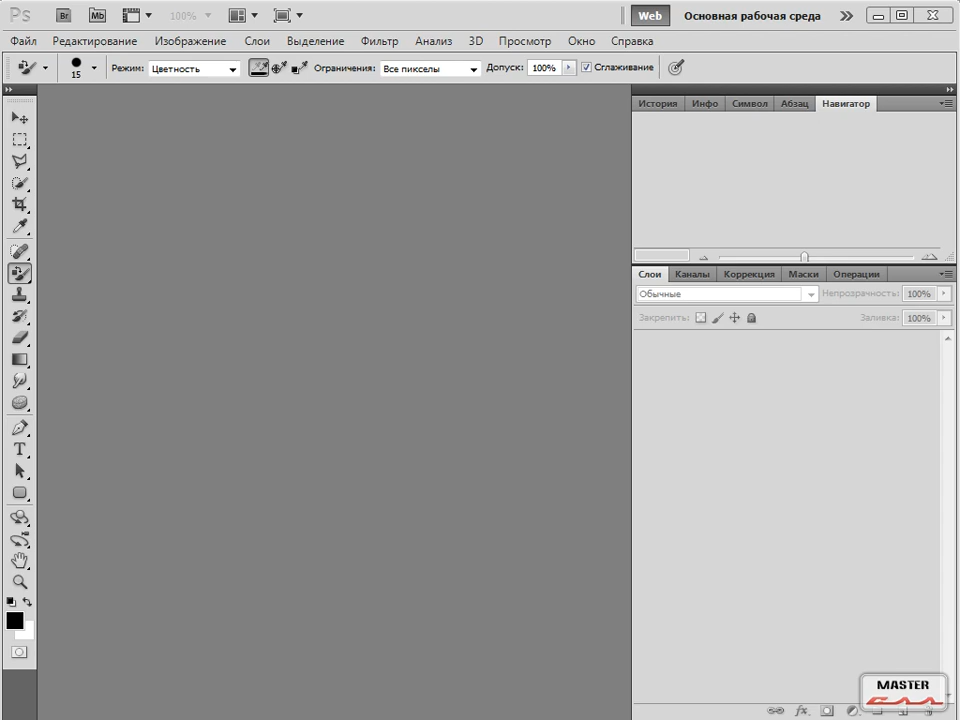 Ps Br Mb 100% Web Основная рабочая среда
Файл Редактирование Изображение Слои Выделение Фильтр Анализ 3D Просмотр Окно Справка
15 Режим: Цветность Ограничения: Все пикселы Допуск: 100% Сглаживание
История Инфо Символ Абзац Навигатор
Слои Каналы Коррекция Маски Операции
Обычные Непрозрачность: 100%
Закрепить: Заливка: 100%
T
MASTER
fx